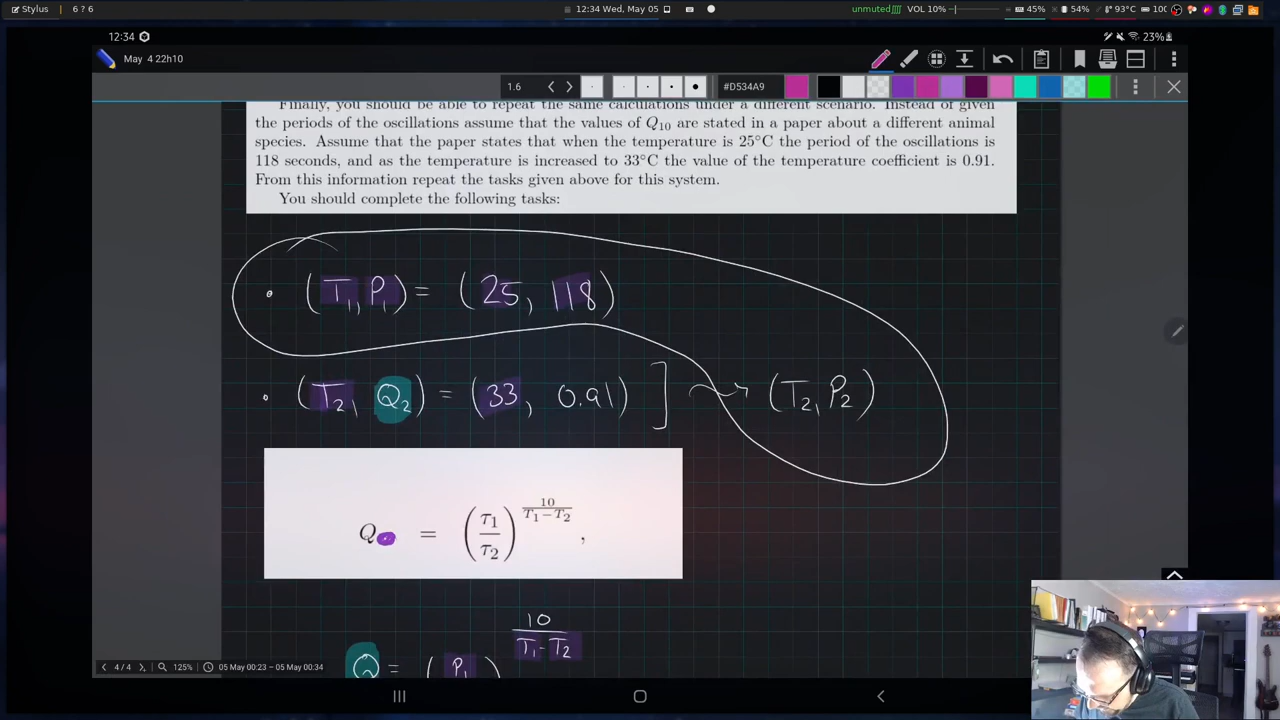 Stylus 6 ? 6 12:34 Wed, May 05 unmuted VOL 10% 45% 54% 93°C 100
12:34 23%
May 4 22h10
1.6 #D534A9
Finally, you should be able to repeat the same calculations under a different scenario. Instead of given
the periods of the oscillations assume that the values of Q₁₀ are stated in a paper about a different animal
species. Assume that the paper states that when the temperature is 25°C the period of the oscillations is
118 seconds, and as the temperature is increased to 33°C the value of the temperature coefficient is 0.91.
From this information repeat the tasks given above for this system.
You should complete the following tasks:
• (T₁, P₁) = (25, 118)
• (T₂, Q₂) = (33, 0.91) ] ⇝ (T₂, P₂)
Q = (τ₁/τ₂)^(10/(T₁−T₂)),
10
T₁ - T₂
Q = ( P₁ )
4/4 125% 05 May 00:23 – 05 May 00:34